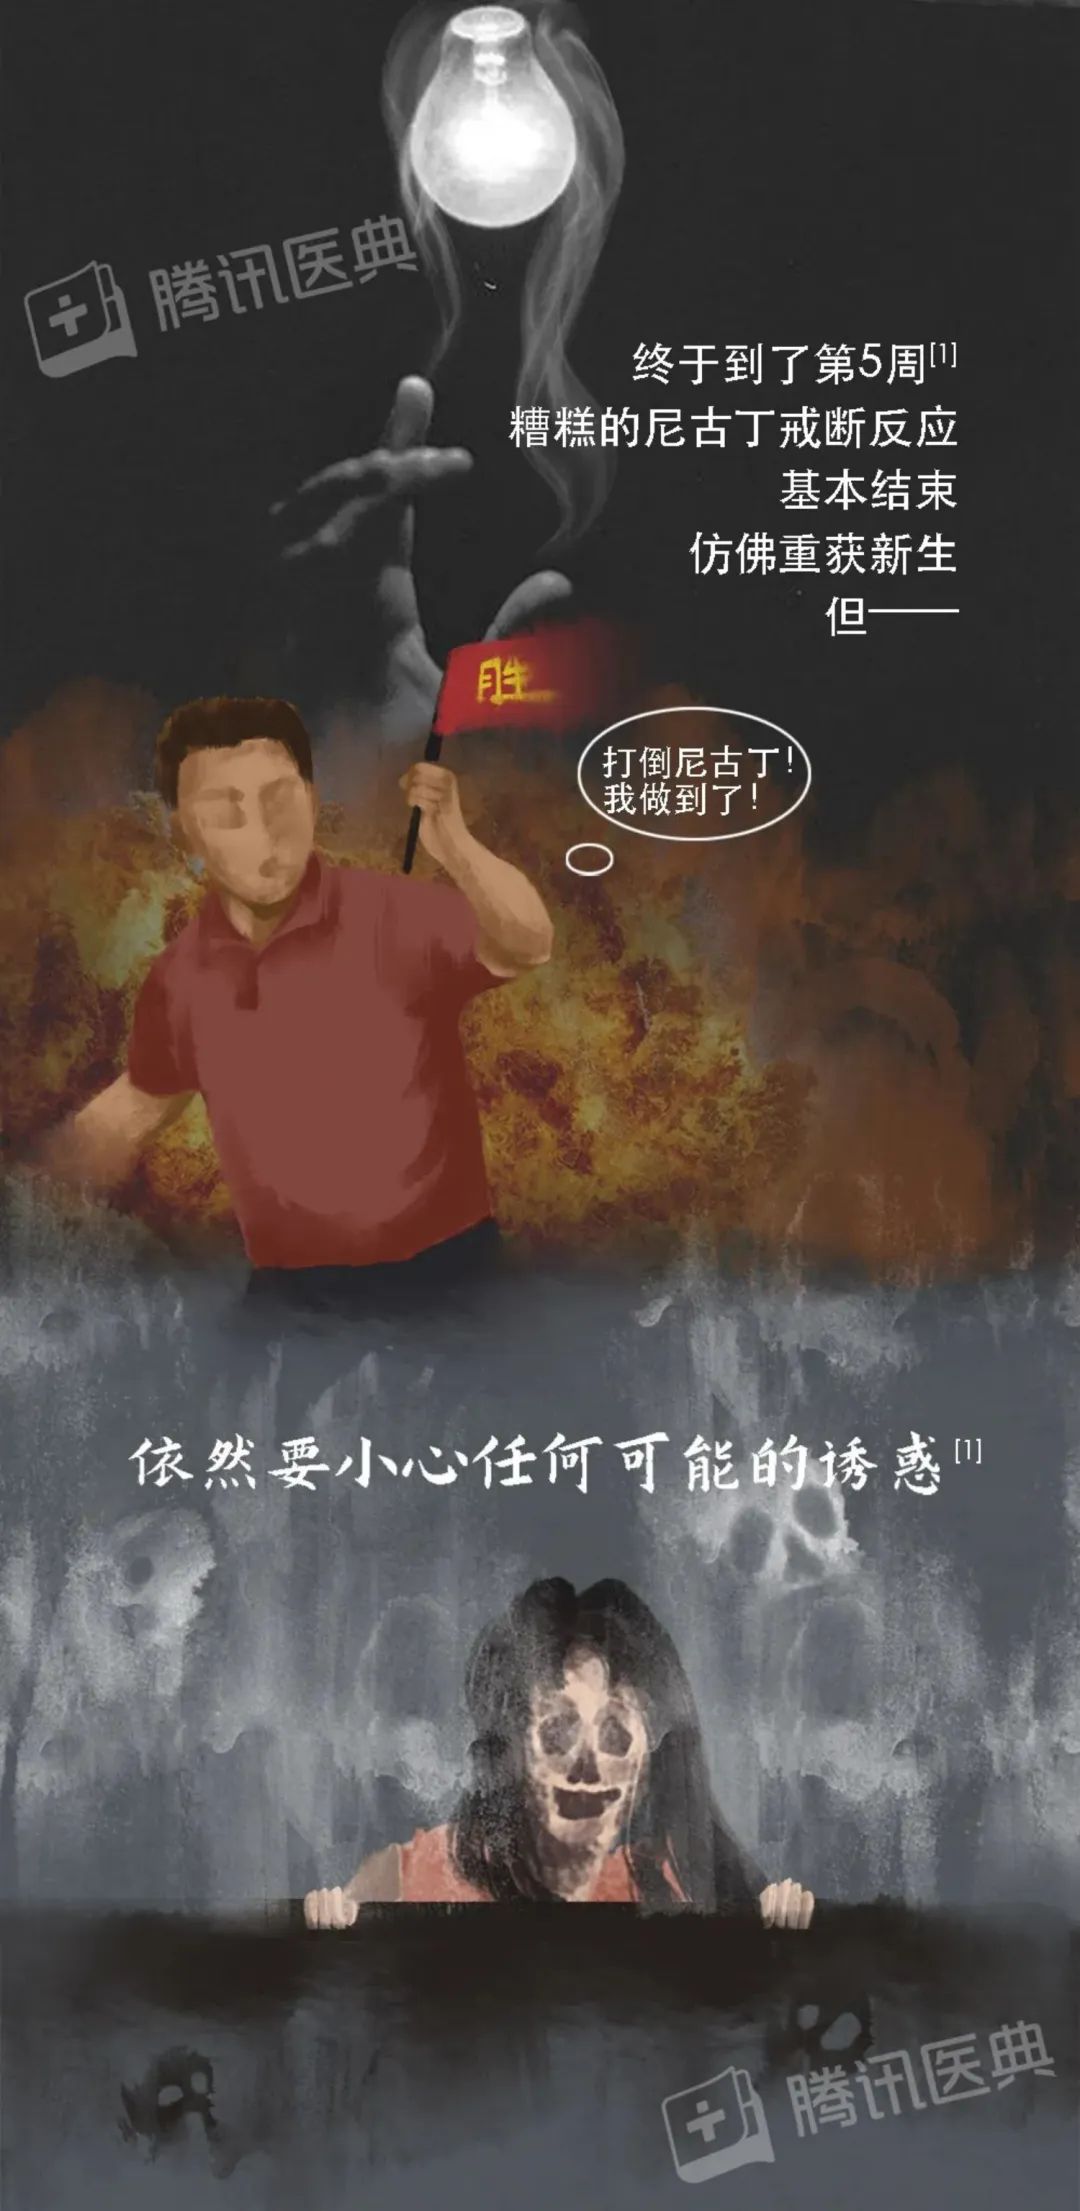 腾讯医典
终于到了第5周[1]
糟糕的尼古丁戒断反应
基本结束
仿佛重获新生
但——
胜
打倒尼古丁!
我做到了!
依然要小心任何可能的诱惑[1]
腾讯医典